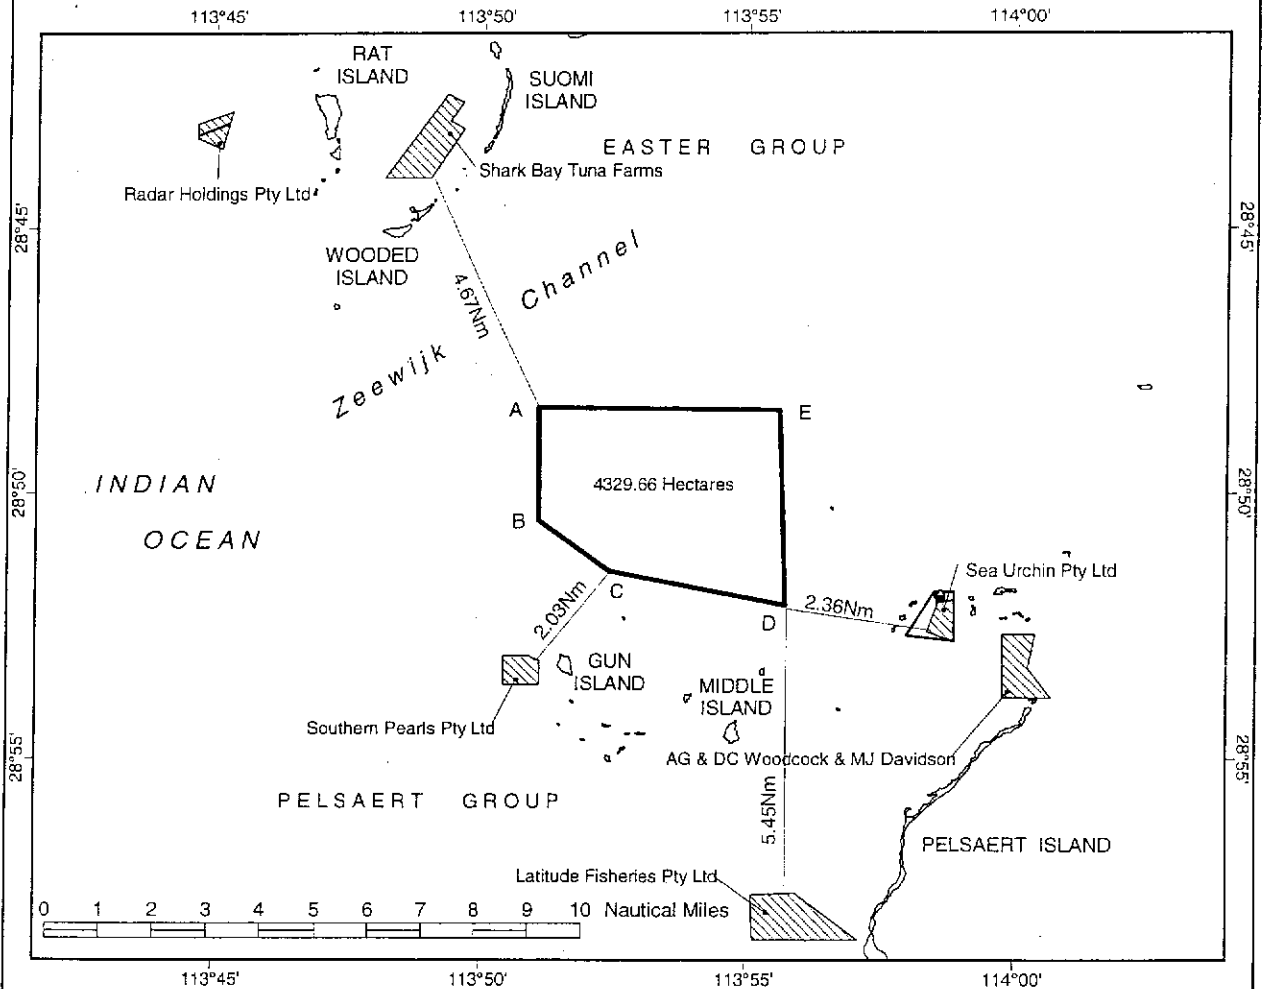 113°45' 113°50' 113°55' 114°00'
RAT
ISLAND
SUOMI
ISLAND
EASTER GROUP
Shark Bay Tuna Farms
Radar Holdings Pty Ltd
28°45'
28°45'
WOODED
ISLAND
4.67Nm
Zeewijk Channel
A
E
INDIAN
OCEAN
4329.66 Hectares
28°50'
28°50'
B
C
D
2.03Nm
2.36Nm
Sea Urchin Pty Ltd
GUN
ISLAND
MIDDLE
ISLAND
Southern Pearls Pty Ltd
AG & DC Woodcock & MJ Davidson
28°55'
28°55'
PELSAERT GROUP
5.45Nm
PELSAERT ISLAND
Latitude Fisheries Pty Ltd
0 1 2 3 4 5 6 7 8 9 10 Nautical Miles
113°45' 113°50' 113°55' 114°00'